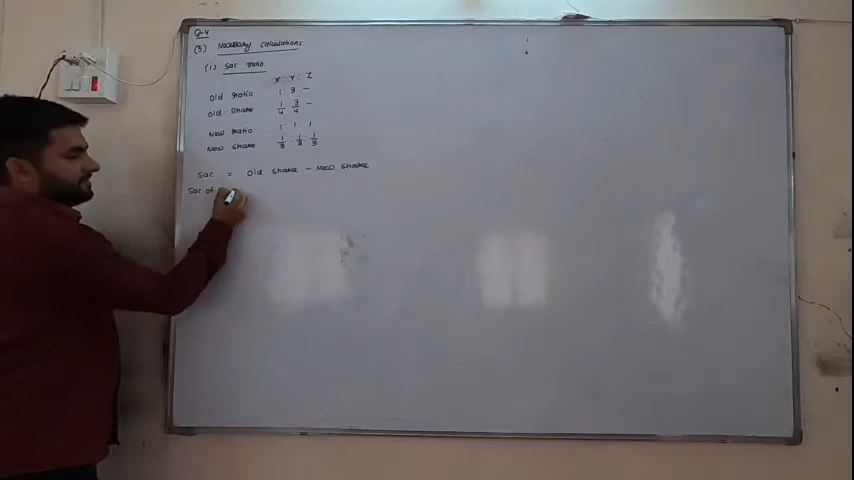 Q-4
(3) Necessary calculations
(1) Sac ratio
X : Y : Z
Old Ratio 1 : 3 -
Old share 1/4 3/4 -
New Ratio 1 : 1 : 1
New share 1/3 1/3 1/3
Sac = Old share - New share
Sac of